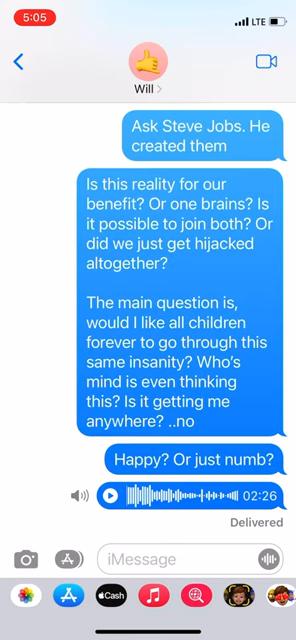 5:05
LTE
Will >
Ask Steve Jobs. He
created them
Is this reality for our
benefit? Or one brains? Is
it possible to join both? Or
did we just get hijacked
altogether?
The main question is,
would I like all children
forever to go through this
same insanity? Who's
mind is even thinking
this? Is it getting me
anywhere? ..no
Happy? Or just numb?
02:26
Delivered
iMessage
Cash